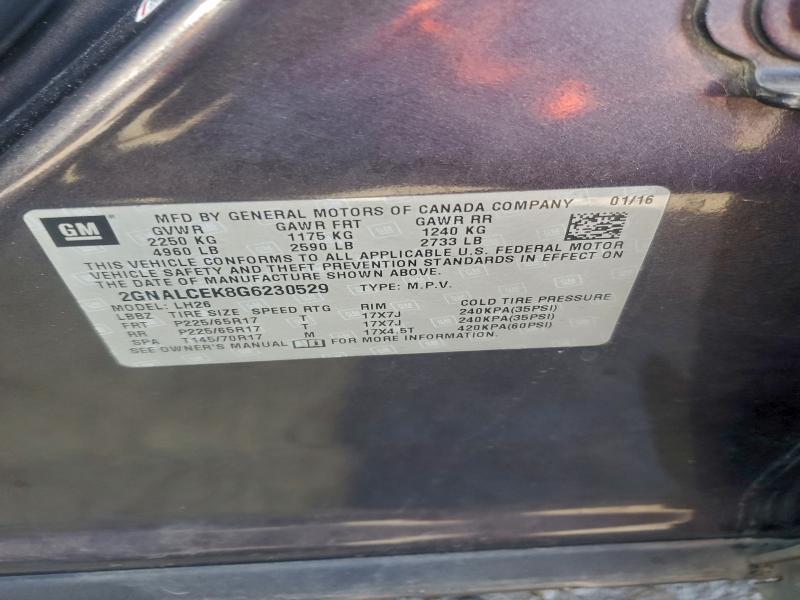 GM
MFD BY GENERAL MOTORS OF CANADA COMPANY 01/16
GVWR GAWR FRT GAWR RR
2250 KG 1175 KG 1240 KG
4960 LB 2590 LB 2733 LB
THIS VEHICLE CONFORMS TO ALL APPLICABLE U.S. FEDERAL MOTOR
VEHICLE SAFETY AND THEFT PREVENTION STANDARDS IN EFFECT ON
THE DATE OF MANUFACTURE SHOWN ABOVE.
2GNALCEK8G6230529 TYPE: M.P.V.
MODEL: LH26
LBBZ TIRE SIZE SPEED RTG RIM COLD TIRE PRESSURE
FRT P225/65R17 T 17X7J 240KPA(35PSI)
RR P225/65R17 T 17X7J 240KPA(35PSI)
SPA T145/70R17 M 17X4.5T 420KPA(60PSI)
SEE OWNER'S MANUAL FOR MORE INFORMATION.